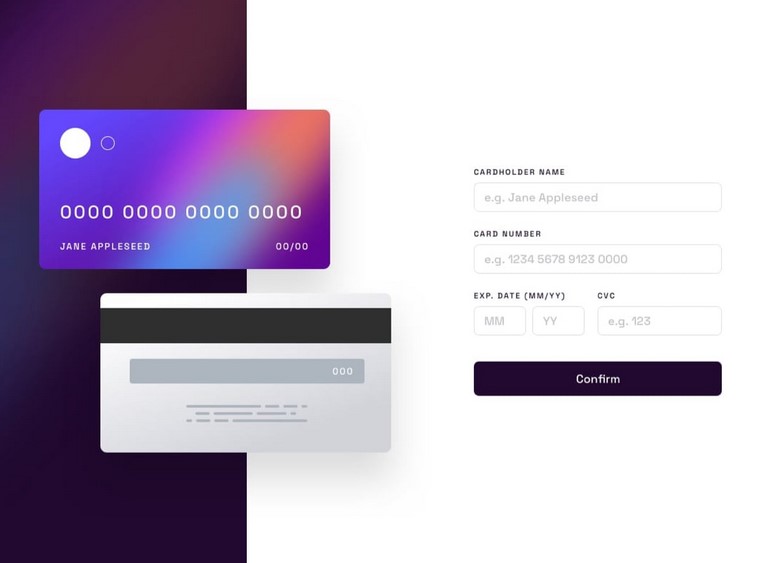 0000 0000 0000 0000
JANE APPLESEED 00/00
000
CARDHOLDER NAME
e.g. Jane Appleseed
CARD NUMBER
e.g. 1234 5678 9123 0000
EXP. DATE (MM/YY) CVC
MM YY e.g. 123
Confirm